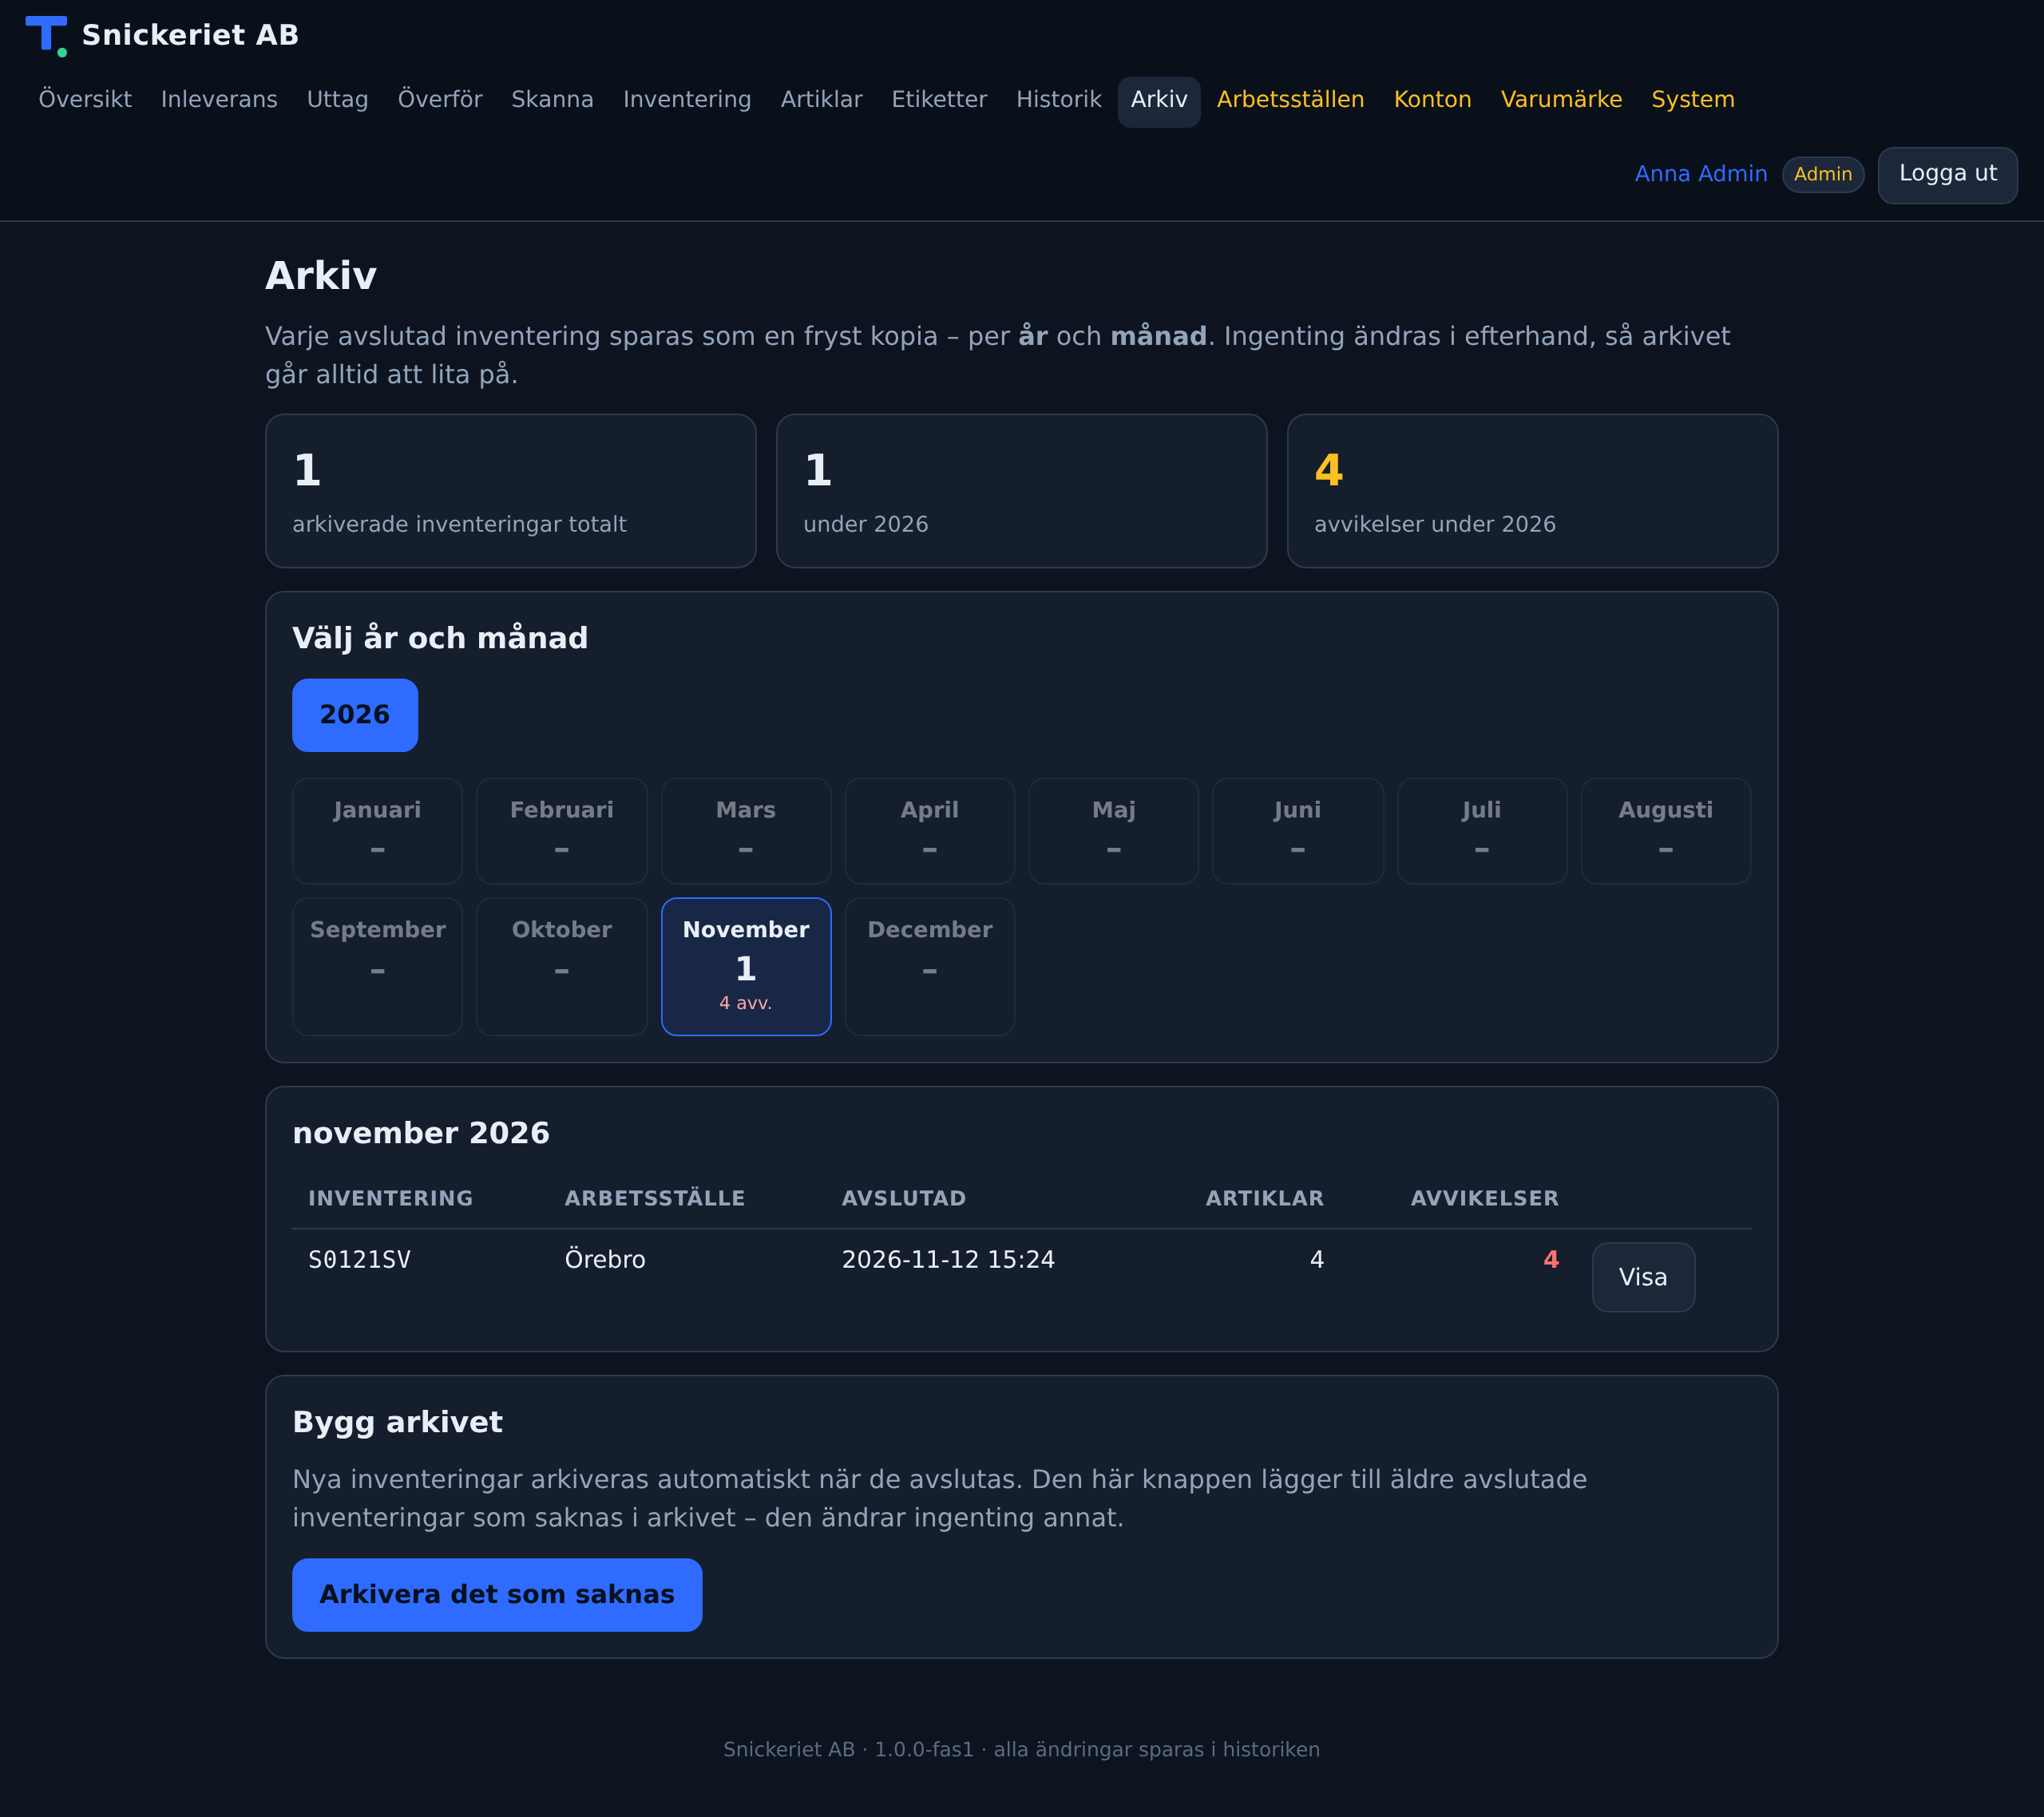 Snickeriet AB
Översikt Inleverans Uttag Överför Skanna Inventering Artiklar Etiketter Historik Arkiv Arbetsställen Konton Varumärke System
Anna Admin Admin Logga ut
Arkiv
Varje avslutad inventering sparas som en fryst kopia – per år och månad. Ingenting ändras i efterhand, så arkivet
går alltid att lita på.
1
arkiverade inventeringar totalt
1
under 2026
4
avvikelser under 2026
Välj år och månad
2026
Januari Februari Mars April Maj Juni Juli Augusti
– – – – – – – –
September Oktober November December
– – 1 –
4 avv.
november 2026
INVENTERING ARBETSSTÄLLE AVSLUTAD ARTIKLAR AVVIKELSER
S0121SV Örebro 2026-11-12 15:24 4 4 Visa
Bygg arkivet
Nya inventeringar arkiveras automatiskt när de avslutas. Den här knappen lägger till äldre avslutade
inventeringar som saknas i arkivet – den ändrar ingenting annat.
Arkivera det som saknas
Snickeriet AB · 1.0.0-fas1 · alla ändringar sparas i historiken